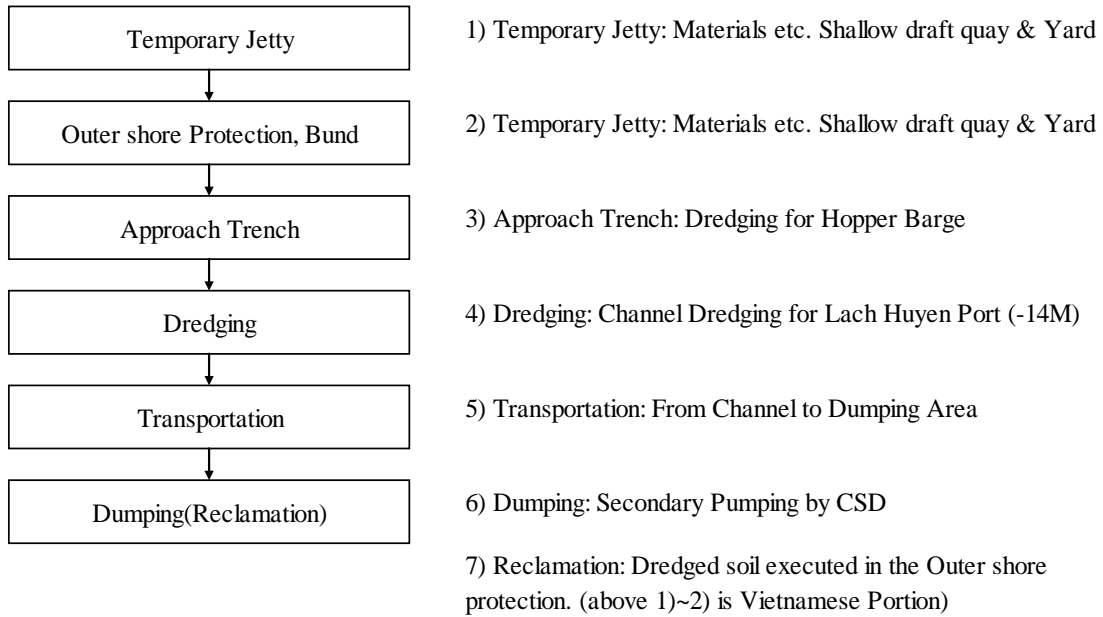 Temporary Jetty
1) Temporary Jetty: Materials etc. Shallow draft quay & Yard
Outer shore Protection, Bund
2) Temporary Jetty: Materials etc. Shallow draft quay & Yard
Approach Trench
3) Approach Trench: Dredging for Hopper Barge
Dredging
4) Dredging: Channel Dredging for Lach Huyen Port (-14M)
Transportation
5) Transportation: From Channel to Dumping Area
Dumping(Reclamation)
6) Dumping: Secondary Pumping by CSD
7) Reclamation: Dredged soil executed in the Outer shore
protection. (above 1)~2) is Vietnamese Portion)